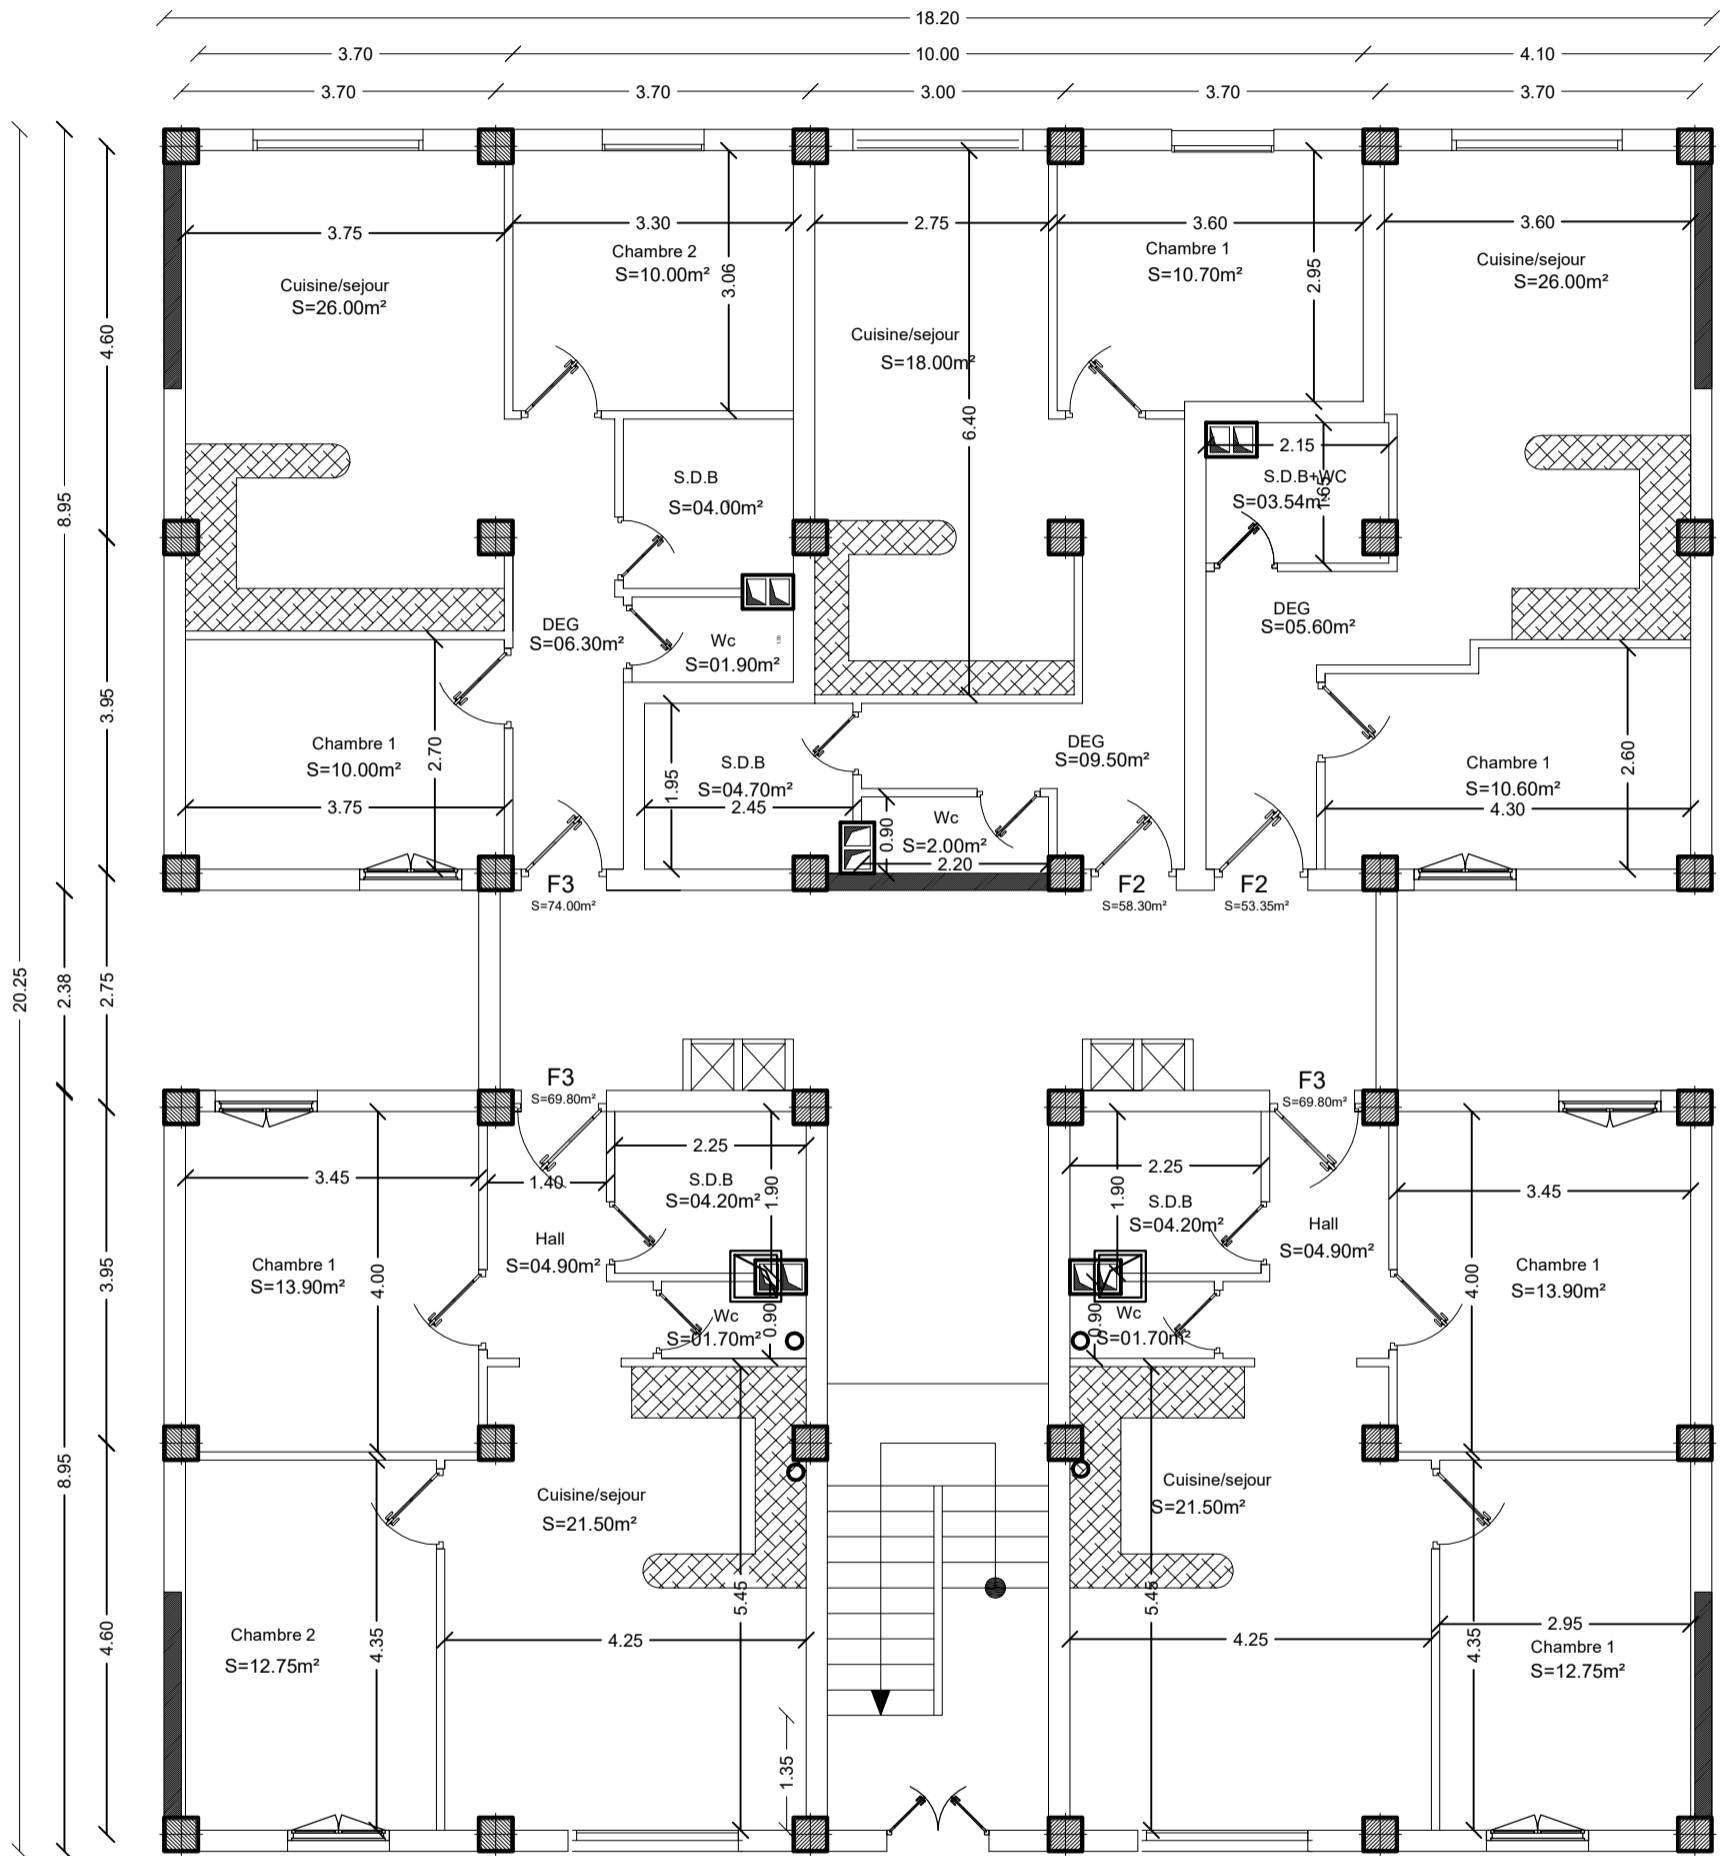 18.20
3.70
10.00
4.10
3.70
3.70
3.00
3.70
3.70
20.25
8.95
2.38
8.95
4.60
3.95
2.75
3.95
4.60
3.75
Cuisine/sejour
S=26.00m²
3.30
Chambre 2
S=10.00m²
3.06
2.75
Cuisine/sejour
S=18.00m²
6.40
3.60
Chambre 1
S=10.70m²
2.95
3.60
Cuisine/sejour
S=26.00m²
S.D.B
S=04.00m²
2.15
S.D.B+WC
S=03.54m²
1.65
DEG
S=06.30m²
Wc
S=01.90m²
DEG
S=05.60m²
Chambre 1
S=10.00m²
2.70
3.75
S.D.B
S=04.70m²
1.95
2.45
DEG
S=09.50m²
Wc
S=2.00m²
0.90
2.20
Chambre 1
S=10.60m²
4.30
2.60
F3
S=74.00m²
F2
S=58.30m²
F2
S=53.35m²
F3
S=69.80m²
F3
S=69.80m²
3.45
Chambre 1
S=13.90m²
4.00
1.40
Hall
S=04.90m²
2.25
S.D.B
S=04.20m²
1.90
Wc
S=01.70m²
0.90
2.25
1.90
S.D.B
S=04.20m²
Hall
S=04.90m²
Wc
S=01.70m²
0.90
3.45
Chambre 1
S=13.90m²
4.00
Cuisine/sejour
S=21.50m²
5.45
4.25
Chambre 2
S=12.75m²
4.35
1.35
Cuisine/sejour
S=21.50m²
5.45
4.25
2.95
Chambre 1
S=12.75m²
4.35